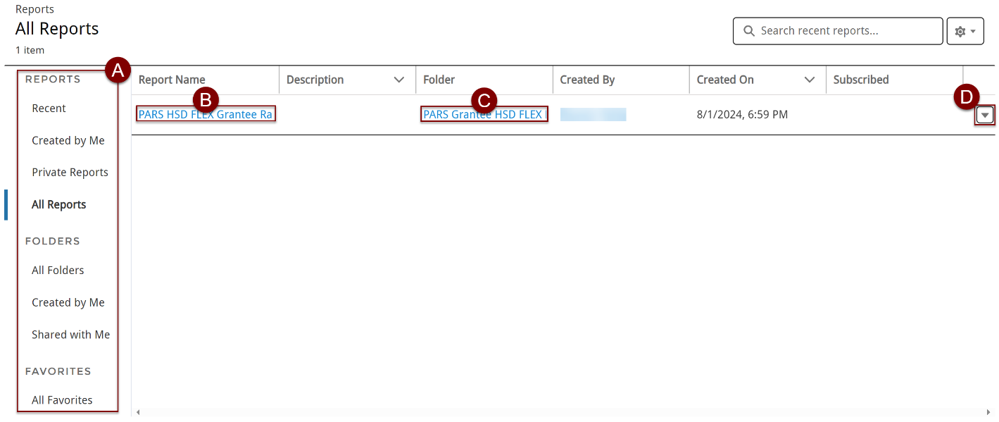 Reports
All Reports
1 item
Search recent reports...
A
REPORTS
Recent
Created by Me
Private Reports
All Reports
FOLDERS
All Folders
Created by Me
Shared with Me
FAVORITES
All Favorites
Report Name Description Folder Created By Created On Subscribed
B C D
PARS HSD FLEX Grantee Ra PARS Grantee HSD FLEX 8/1/2024, 6:59 PM